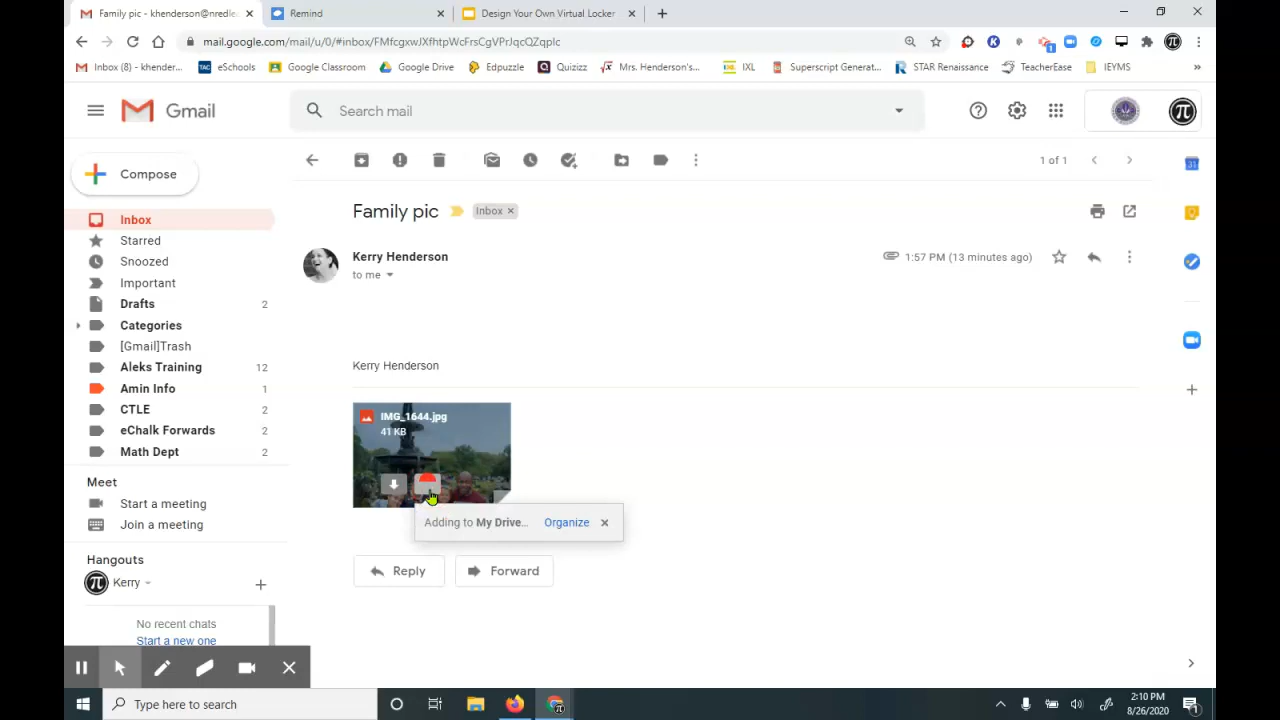 Family pic - khenderson@nredle
Remind
Design Your Own Virtual Locker
mail.google.com/mail/u/0/#inbox/FMfcgxwJXfhtpWcFrsCgVPrJqcQZqplc
Inbox (8) - khender...
eSchools
Google Classroom
Google Drive
Edpuzzle
Quizizz
Mrs. Henderson's...
IXL
Superscript Generat...
STAR Renaissance
TeacherEase
IEYMS
Gmail
Search mail
Compose
1 of 1
Inbox
Starred
Snoozed
Important
Drafts 2
Categories
[Gmail]Trash
Aleks Training 12
Amin Info 1
CTLE 2
eChalk Forwards 2
Math Dept 2
Meet
Start a meeting
Join a meeting
Hangouts
Kerry
No recent chats
Start a new one
Family pic
Inbox
Kerry Henderson
1:57 PM (13 minutes ago)
to me
Kerry Henderson
IMG_1644.jpg
41 KB
Adding to My Drive... Organize
Reply
Forward
Type here to search
2:10 PM
8/26/2020